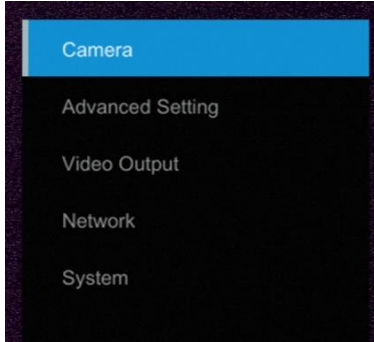 Camera
Advanced Setting
Video Output
Network
System